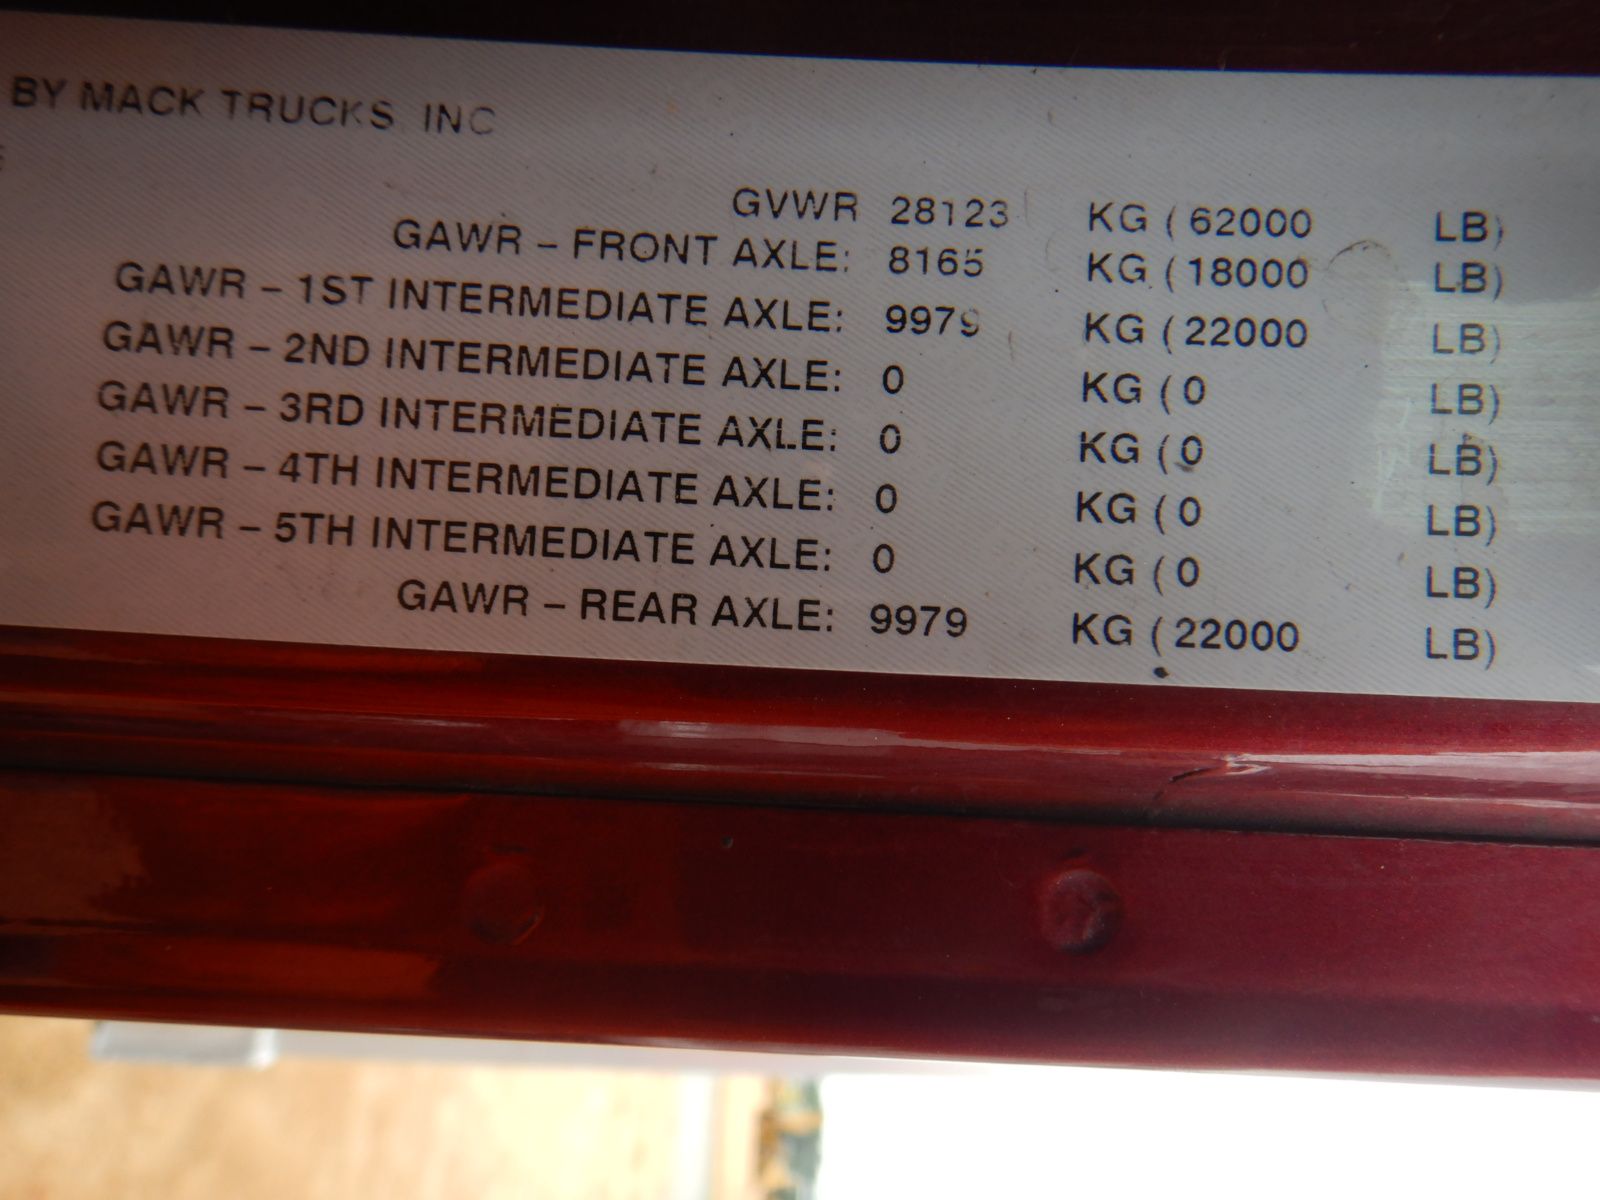 BY MACK TRUCKS INC
GVWR 28123 KG ( 62000 LB)
GAWR – FRONT AXLE: 8165 KG ( 18000 LB)
GAWR – 1ST INTERMEDIATE AXLE: 9979 KG ( 22000 LB)
GAWR – 2ND INTERMEDIATE AXLE: 0 KG ( 0 LB)
GAWR – 3RD INTERMEDIATE AXLE: 0 KG ( 0 LB)
GAWR – 4TH INTERMEDIATE AXLE: 0 KG ( 0 LB)
GAWR – 5TH INTERMEDIATE AXLE: 0 KG ( 0 LB)
GAWR – REAR AXLE: 9979 KG ( 22000 LB)